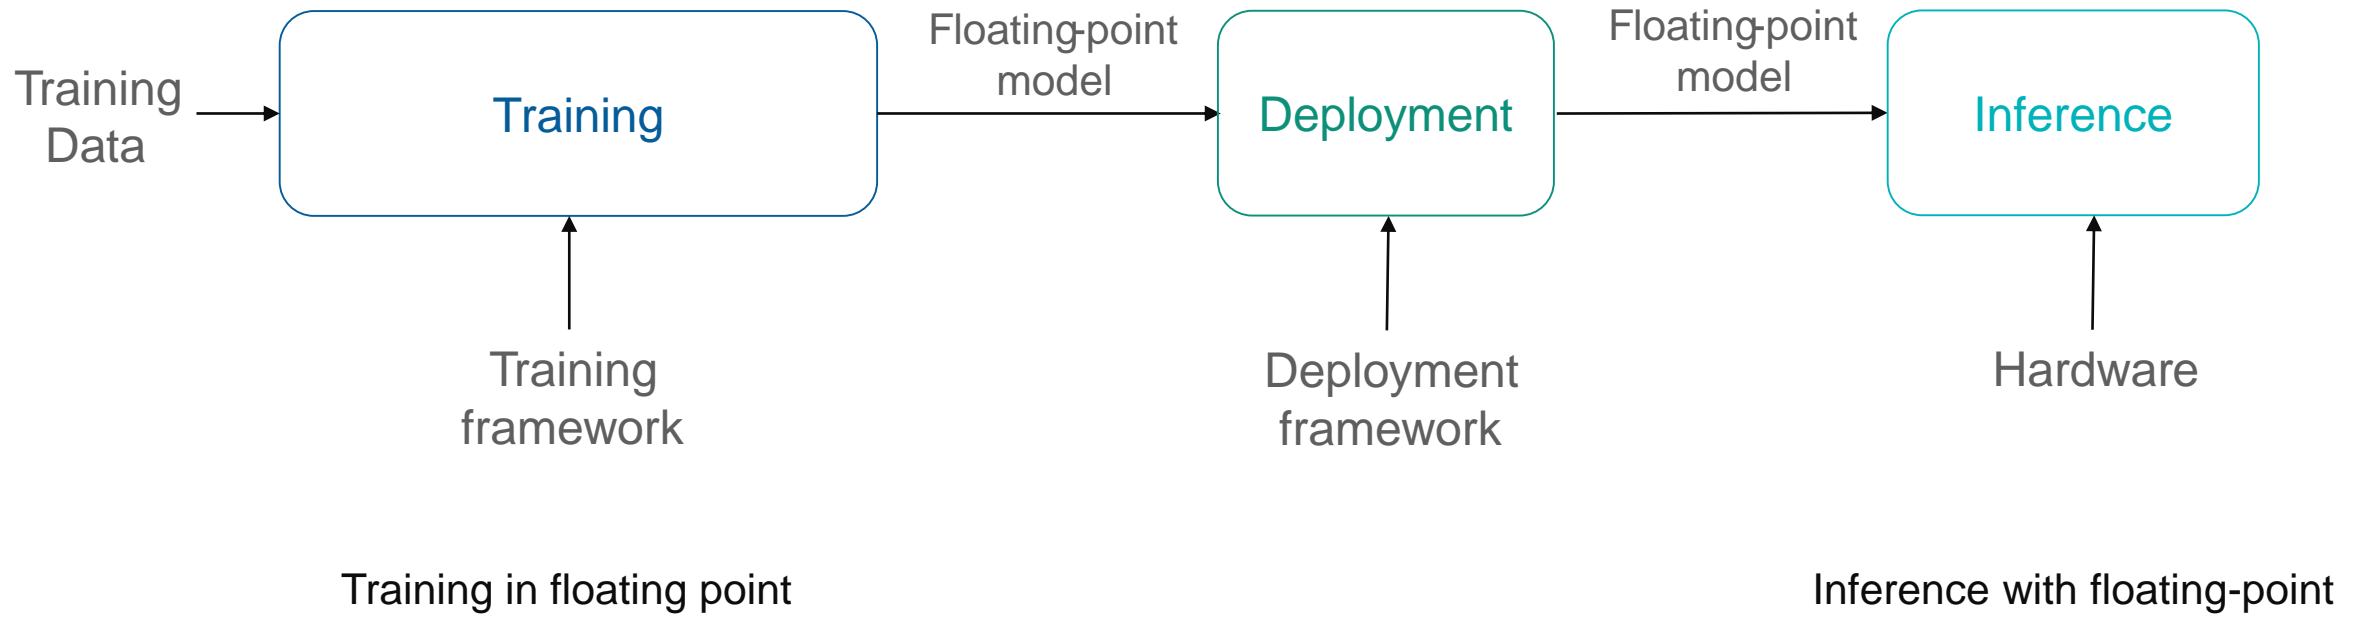 Training
Data
Training
Floating-point
model
Deployment
Floating-point
model
Inference
Training
framework
Deployment
framework
Hardware
Training in floating point
Inference with floating-point